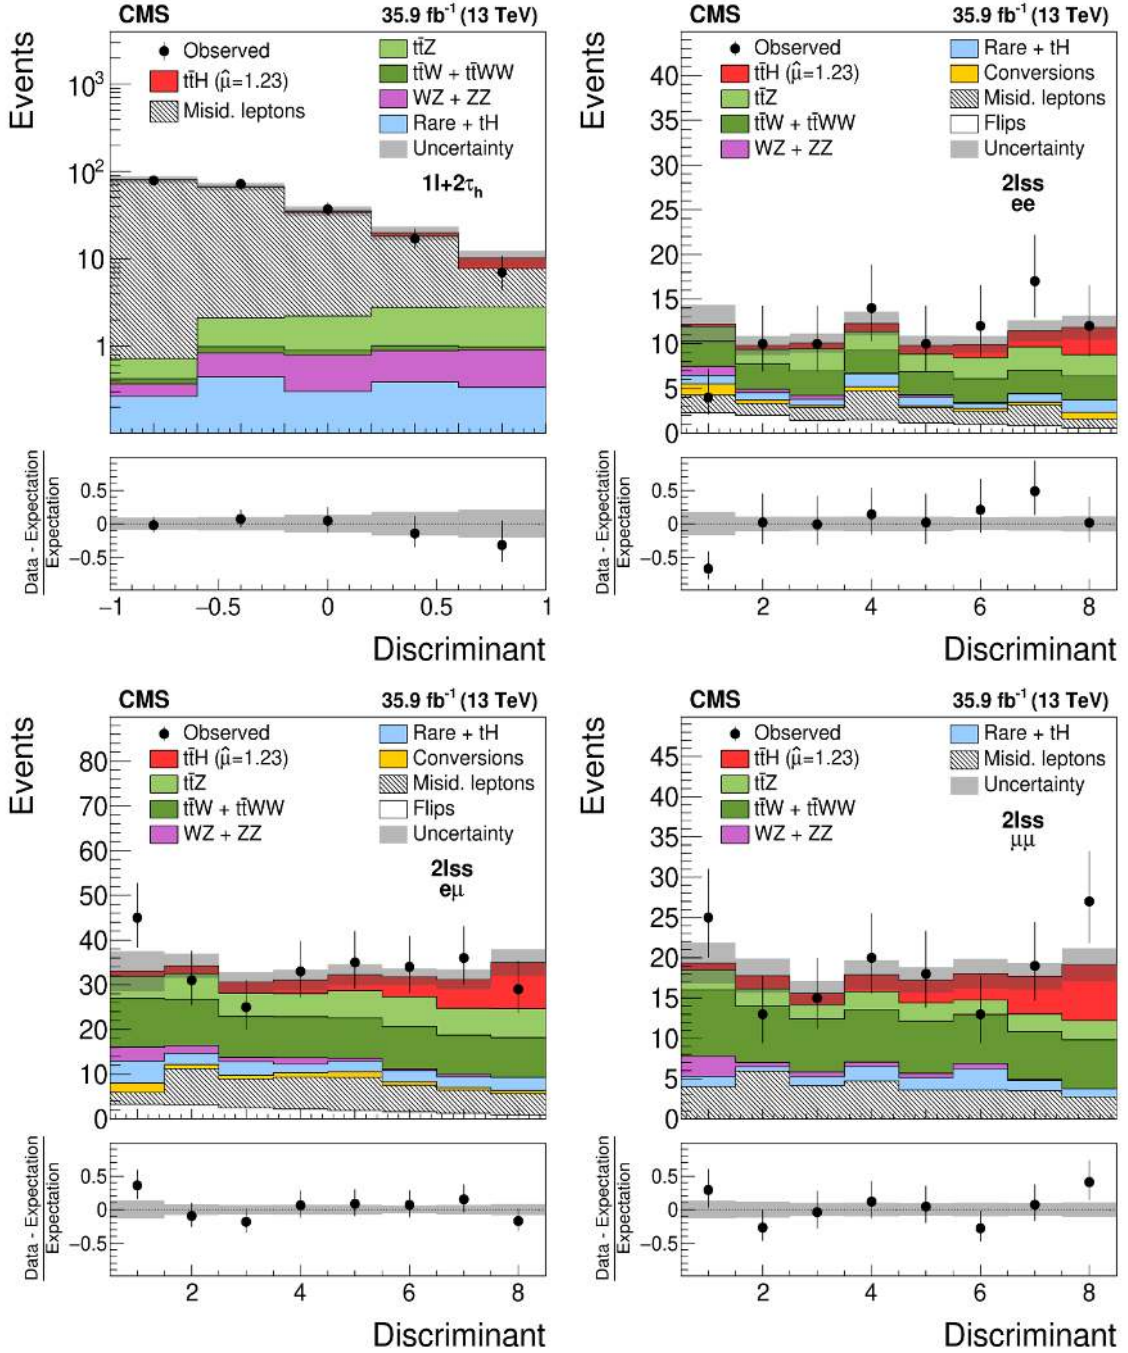 CMS 35.9 fb⁻¹ (13 TeV)
Events
Observed
tt̄H (μ̂=1.23)
Misid. leptons
tt̄Z
tt̄W + tt̄WW
WZ + ZZ
Rare + tH
Uncertainty
1l+2τh
10³
10²
10
1
Data - Expectation
Expectation
0.5
0
−0.5
−1 −0.5 0 0.5 1
Discriminant
CMS 35.9 fb⁻¹ (13 TeV)
Events
Observed
tt̄H (μ̂=1.23)
tt̄Z
tt̄W + tt̄WW
WZ + ZZ
Rare + tH
Conversions
Misid. leptons
Flips
Uncertainty
2lss
ee
40
35
30
25
20
15
10
5
0
Data - Expectation
Expectation
0.5
0
−0.5
2 4 6 8
Discriminant
CMS 35.9 fb⁻¹ (13 TeV)
Events
Observed
tt̄H (μ̂=1.23)
tt̄Z
tt̄W + tt̄WW
WZ + ZZ
Rare + tH
Conversions
Misid. leptons
Flips
Uncertainty
2lss
eμ
80
70
60
50
40
30
20
10
0
Data - Expectation
Expectation
0.5
0
−0.5
2 4 6 8
Discriminant
CMS 35.9 fb⁻¹ (13 TeV)
Events
Observed
tt̄H (μ̂=1.23)
tt̄Z
tt̄W + tt̄WW
WZ + ZZ
Rare + tH
Misid. leptons
Uncertainty
2lss
μμ
45
40
35
30
25
20
15
10
5
0
Data - Expectation
Expectation
0.5
0
−0.5
2 4 6 8
Discriminant